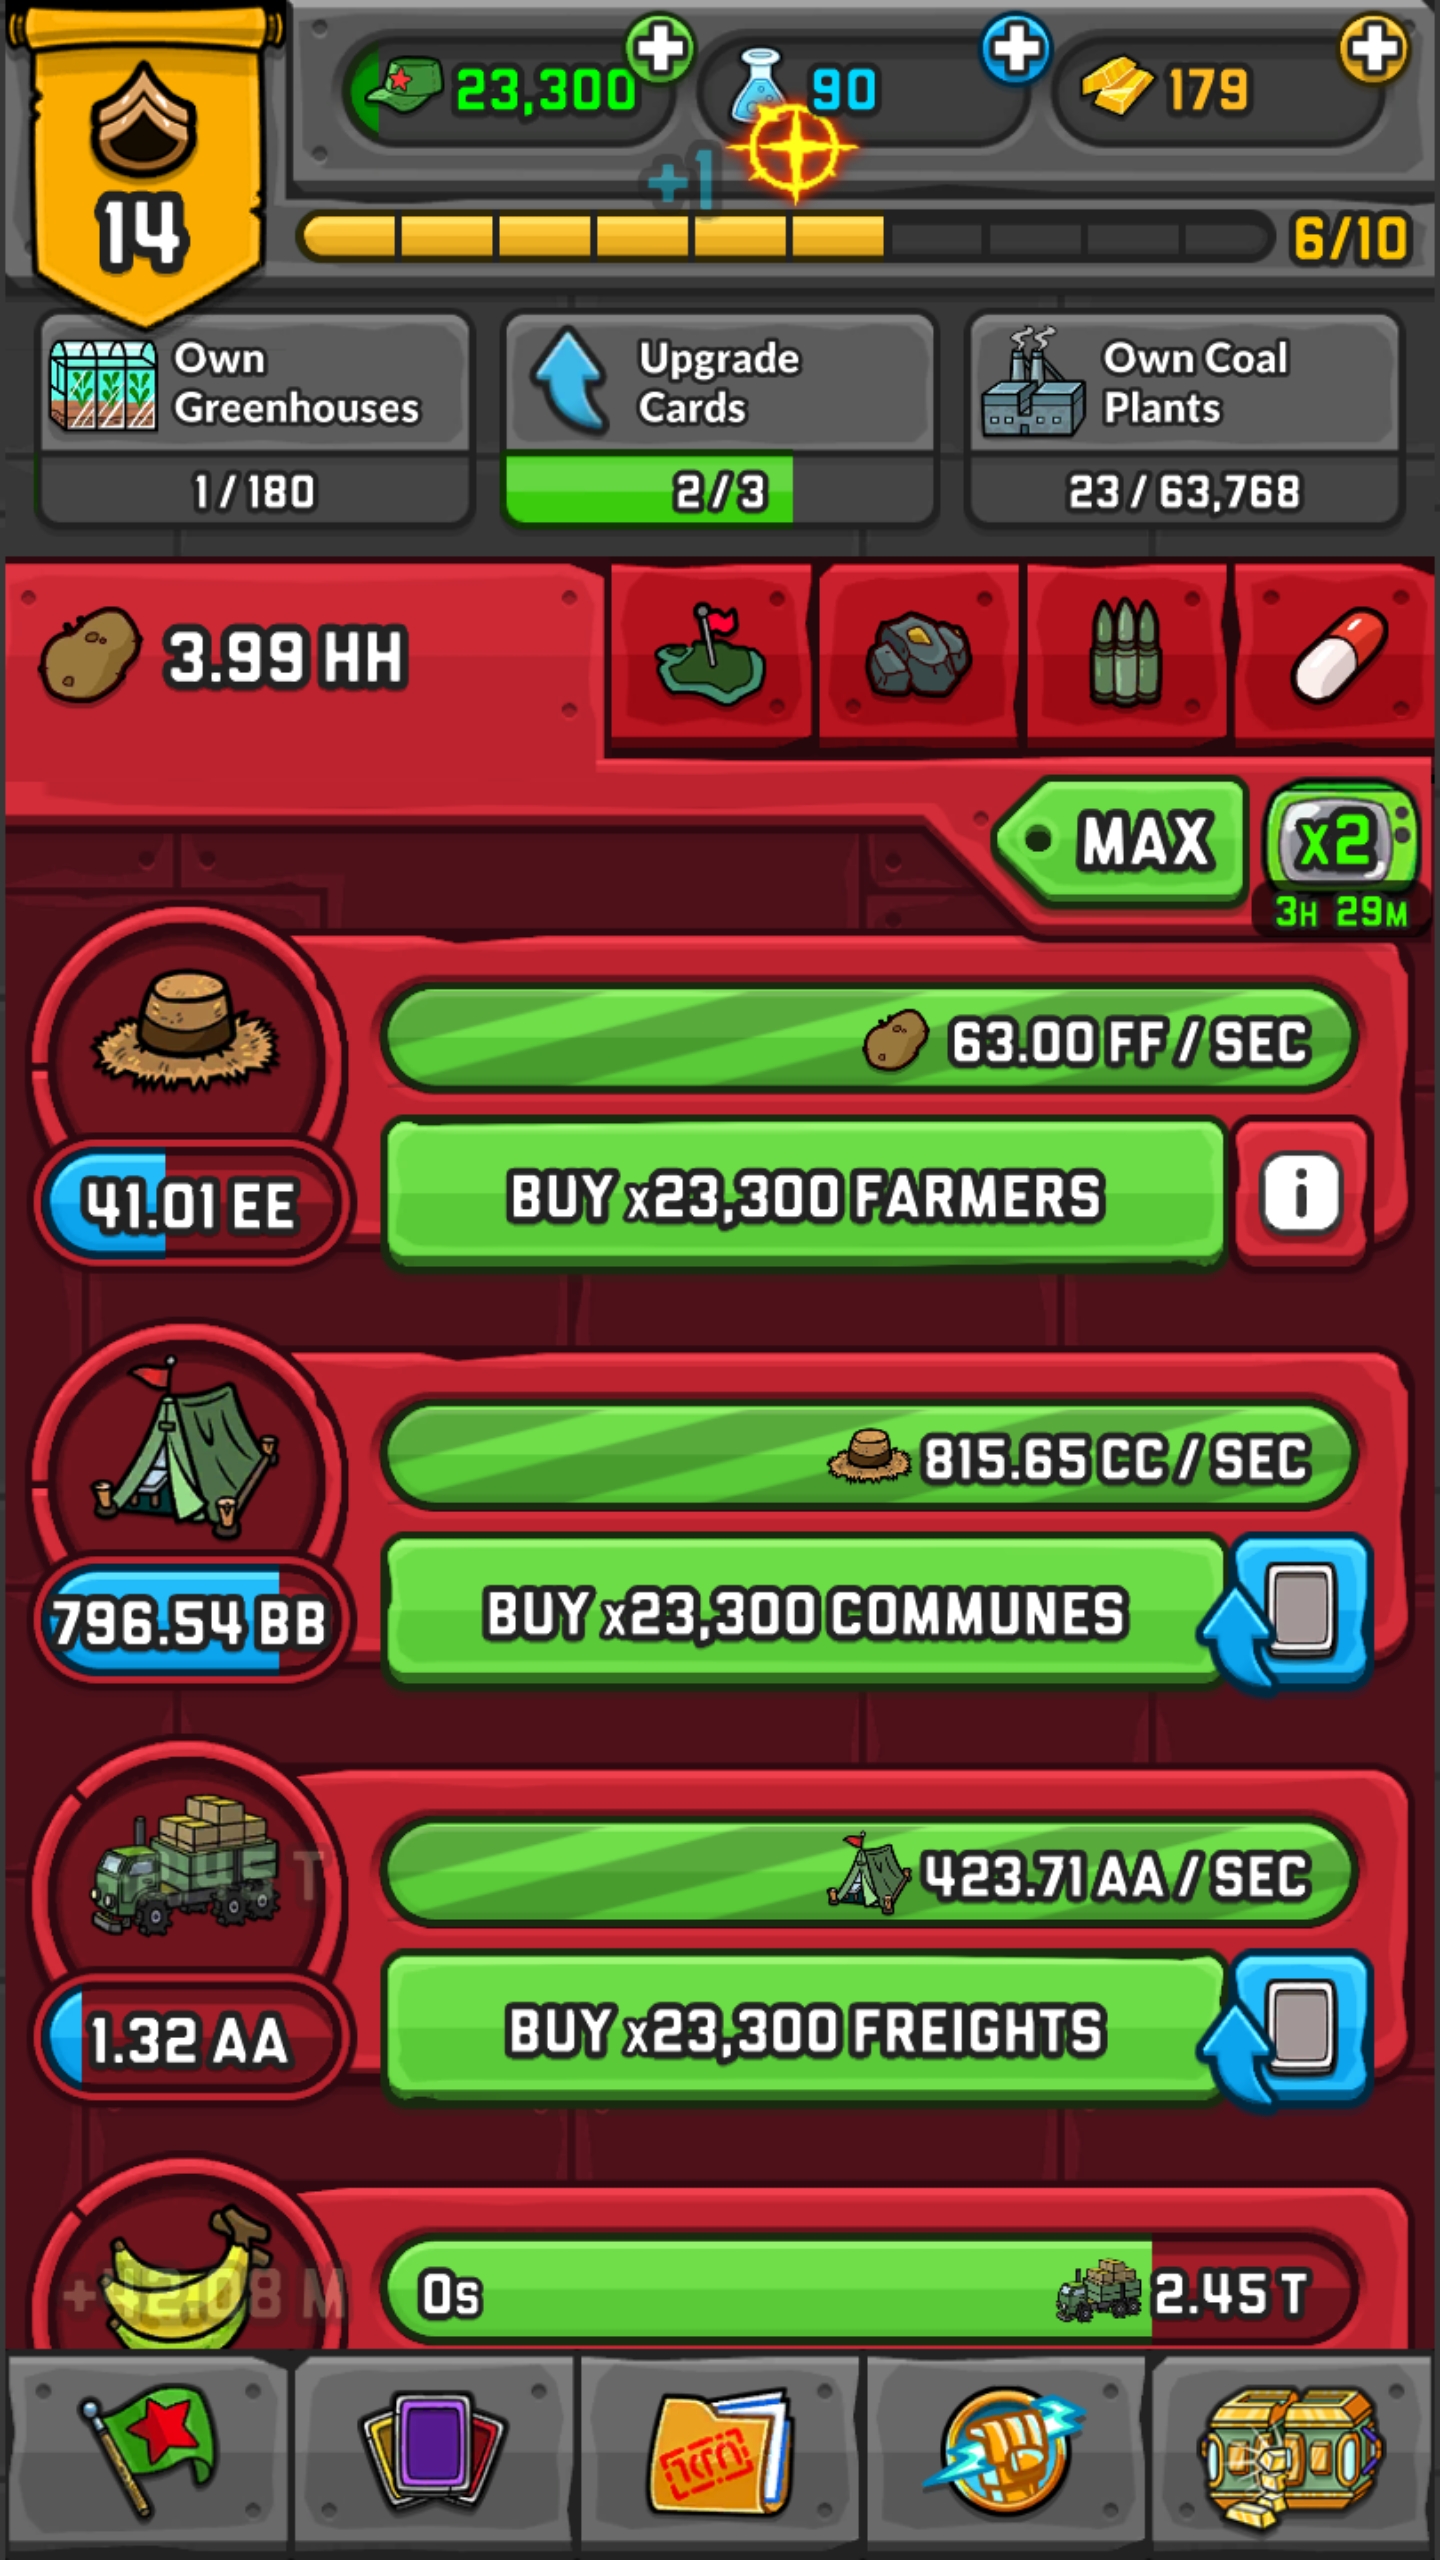 14
23,300
90
179
+1
6/10
Own
Greenhouses
1/180
Upgrade
Cards
2/3
Own Coal
Plants
23/63,768
3.99 HH
MAX
x2
3H 29M
63.00 FF/SEC
41.01 EE
BUY x23,300 FARMERS
i
815.65 CC/SEC
796.54 BB
BUY x23,300 COMMUNES
423.71 AA/SEC
1.32 AA
BUY x23,300 FREIGHTS
+42.08 M
0s
2.45 T